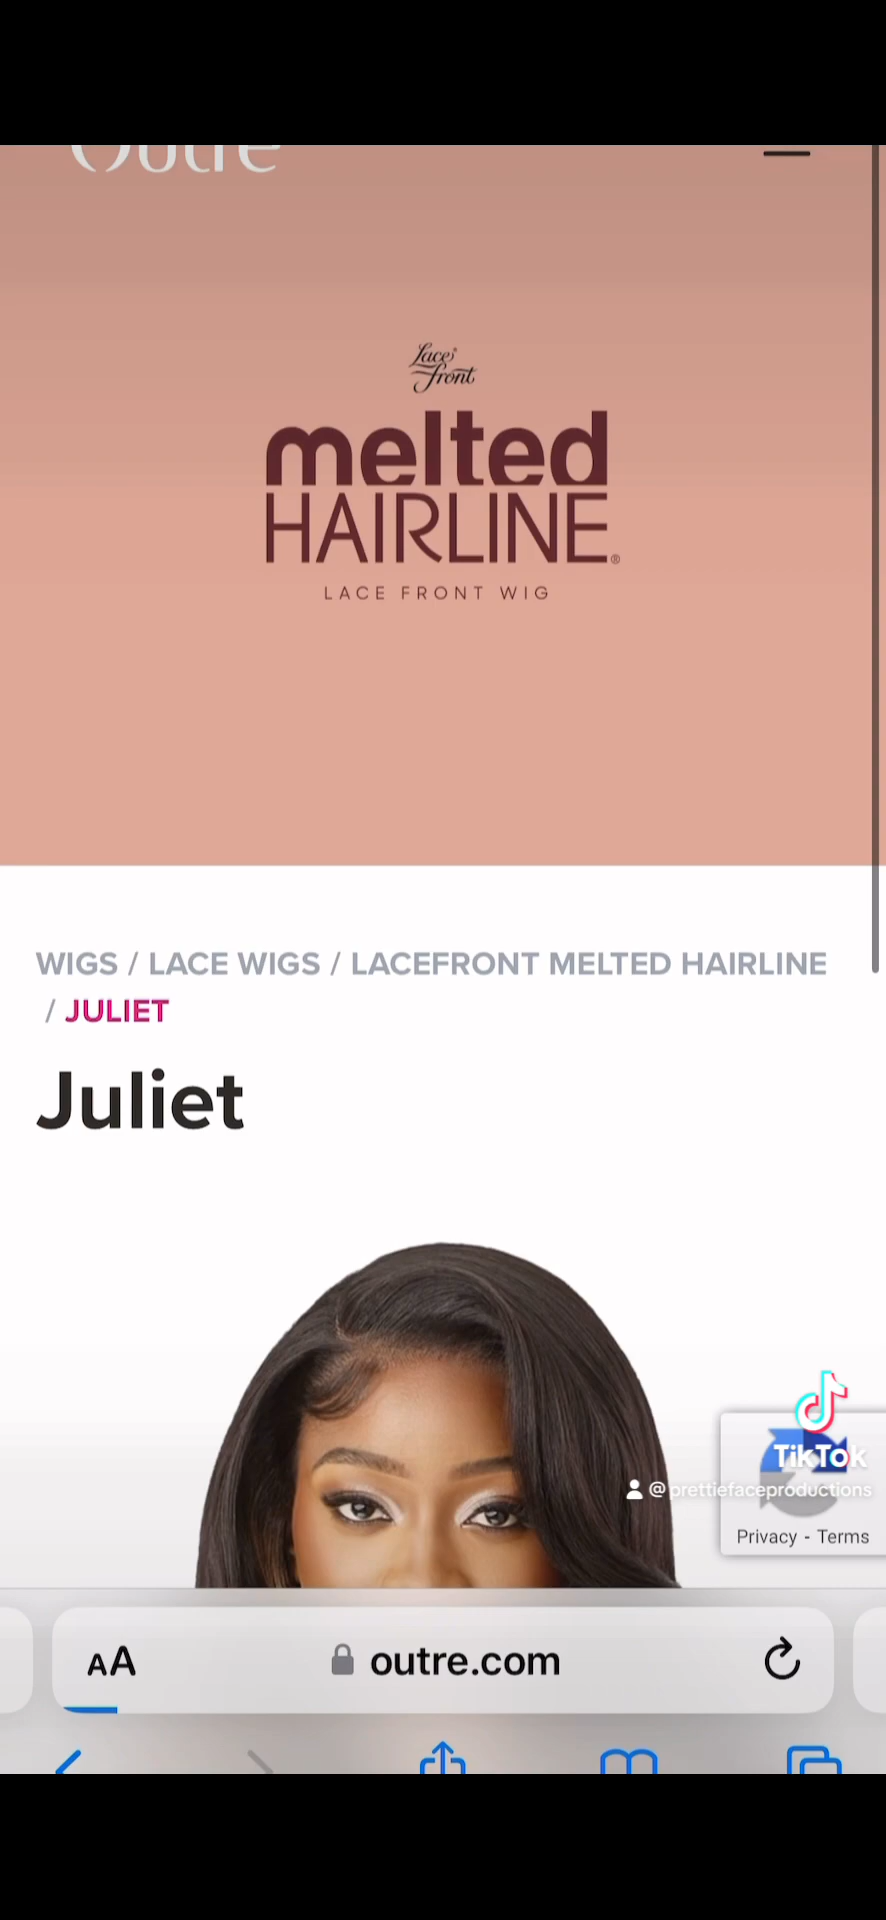 Outre
Lace
Front
melted
HAIRLINE®
LACE FRONT WIG
WIGS / LACE WIGS / LACEFRONT MELTED HAIRLINE
/ JULIET
Juliet
TikTok
@prettiefaceproductions
Privacy - Terms
AA outre.com